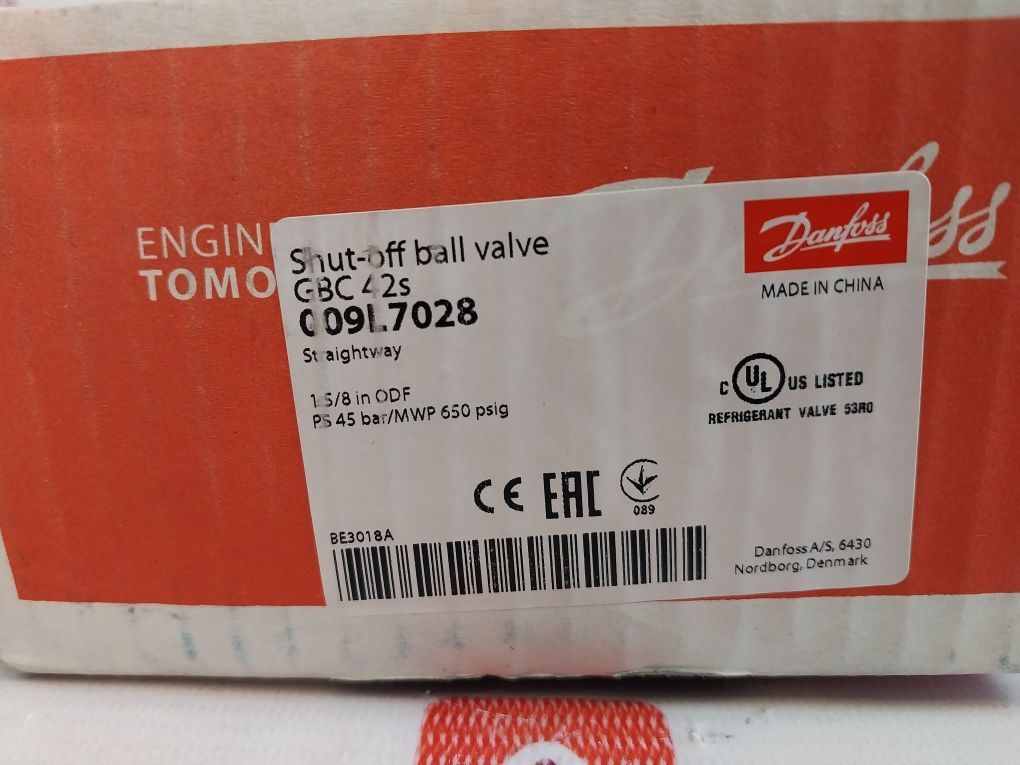 ENGIN
TOMO
Danfoss
Shut-off ball valve
GBC 42s
009L7028
Straightway
1 5/8 in ODF
PS 45 bar/MWP 650 psig
Danfoss
MADE IN CHINA
C UL US LISTED
REFRIGERANT VALVE 53R0
CE EAC
089
BE3018A
Danfoss A/S, 6430
Nordborg, Denmark